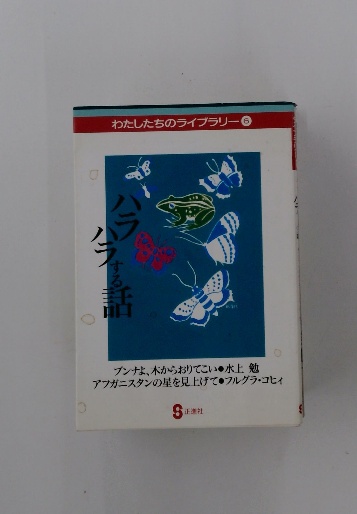 わたしたちのライブラリー⑥
ハラハラする話
ブンナよ、木からおりてこい●水上 勉
アフガニスタンの星を見上げて●フルグラ・コヒィ
正進社